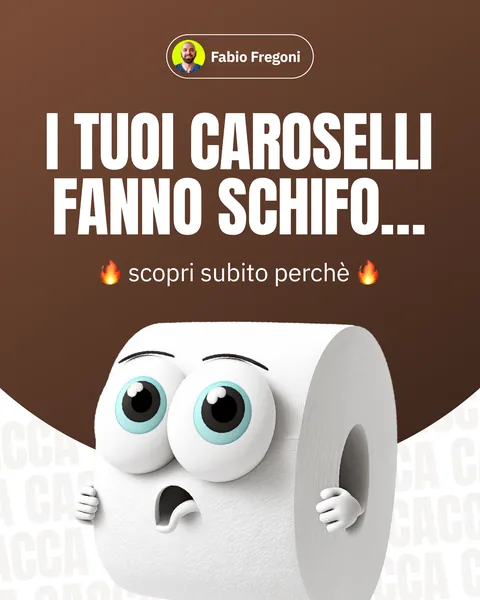 Fabio Fregoni
I TUOI CAROSELLI
FANNO SCHIFO...
🔥 scopri subito perchè 🔥